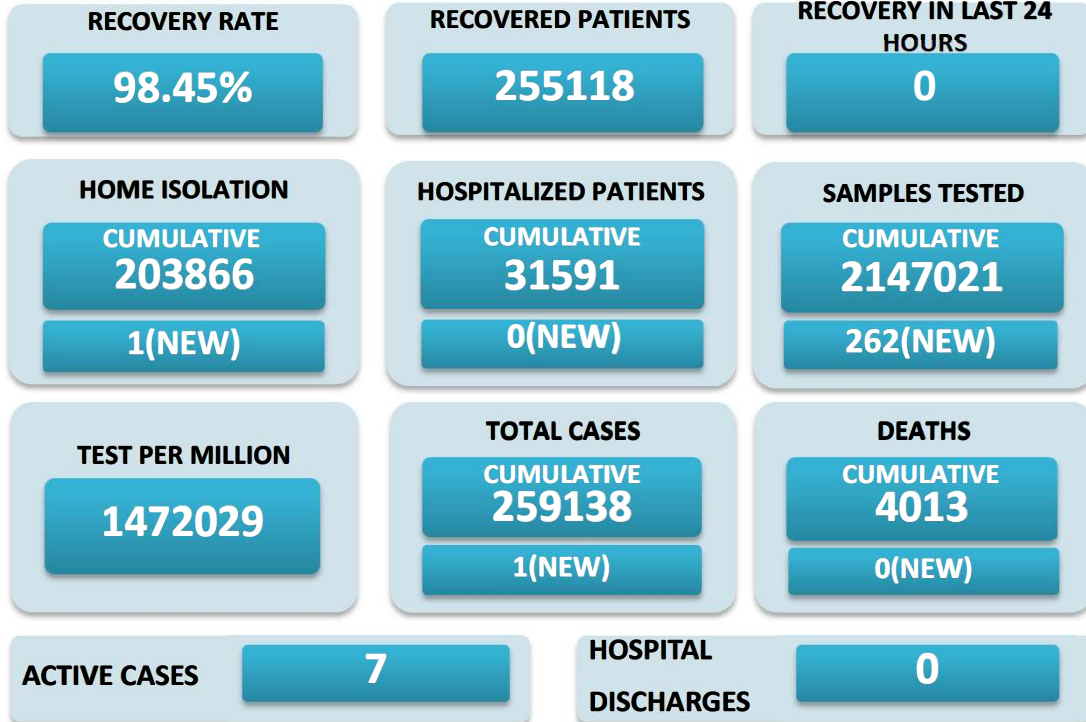 RECOVERY RATE
98.45%
RECOVERED PATIENTS
255118
RECOVERY IN LAST 24
HOURS
0
HOME ISOLATION
CUMULATIVE
203866
1(NEW)
HOSPITALIZED PATIENTS
CUMULATIVE
31591
0(NEW)
SAMPLES TESTED
CUMULATIVE
2147021
262(NEW)
TEST PER MILLION
1472029
TOTAL CASES
CUMULATIVE
259138
1(NEW)
DEATHS
CUMULATIVE
4013
0(NEW)
ACTIVE CASES
7
HOSPITAL
DISCHARGES
0